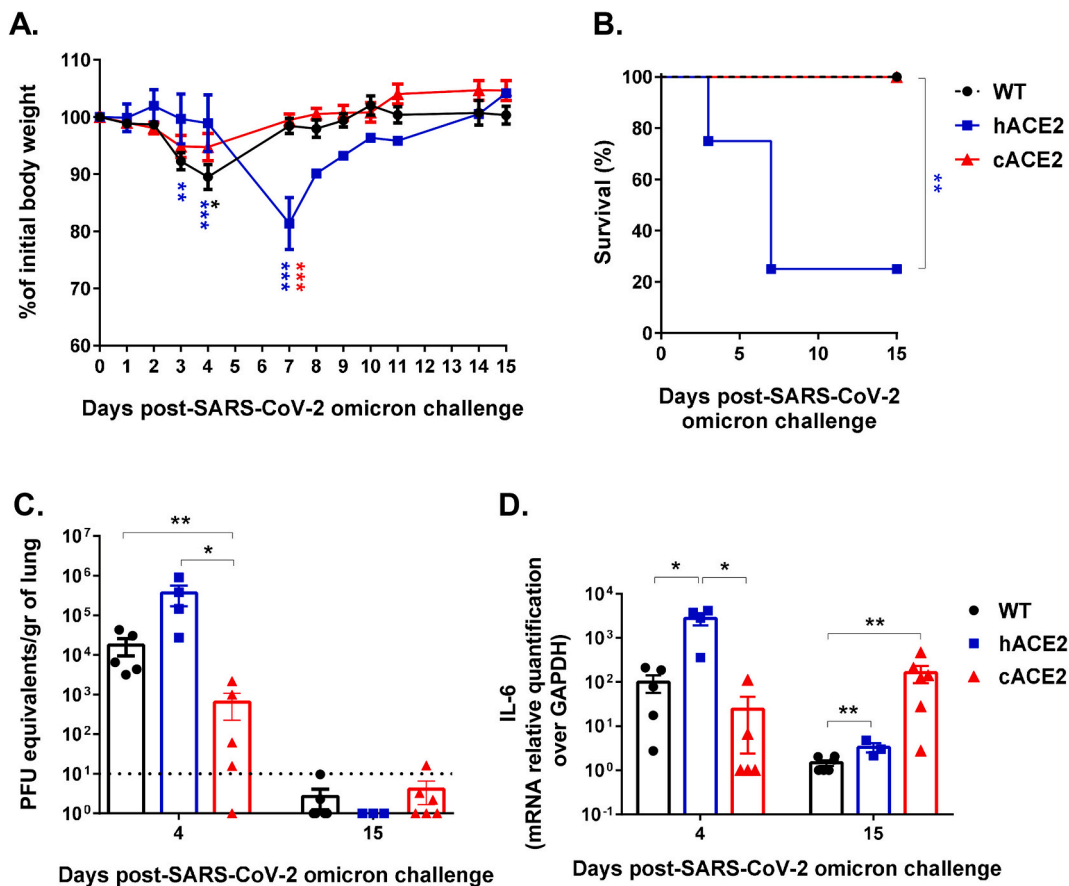 A.
110
100
90
80
100
60
%of initial body weight
**
***
*
***
***
0 1 2 3 4 5 6 6 7 8 9 10 11 12 13 14 15
Days post-SARS-CoV-2 omicron challenge
B.
100
80
60
40
20
0
Survival (%)
**
0 5 10 15
Days post-SARS-CoV-2
omicron challenge
WT
hACE2
cACE2
C.
10⁷
10⁶
10⁵
10⁴
10³
10²
10¹
10⁰
PFU equivalents/gr of lung
**
*
4 15
Days post-SARS-CoV-2 omicron challenge
D.
10⁴
10³
10²
10¹
10⁰
10⁻¹
IL-6
(mRNA relative quantification
over GAPDH)
* *
**
**
4 15
Days post-SARS-CoV-2 omicron challenge
WT
hACE2
cACE2